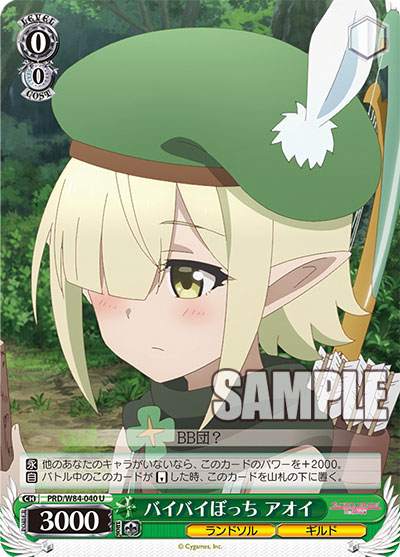 LEVEL
0
0
COST
SAMPLE
BB団？
永 他のあなたのキャラがいないなら、このカードのパワーを＋2000。
自 バトル中のこのカードが した時、このカードを山札の下に置く。
CH PRD/W84-040 U
3000
バイバイぼっち アオイ
ランドソル
ギルド
© Cygames, Inc.